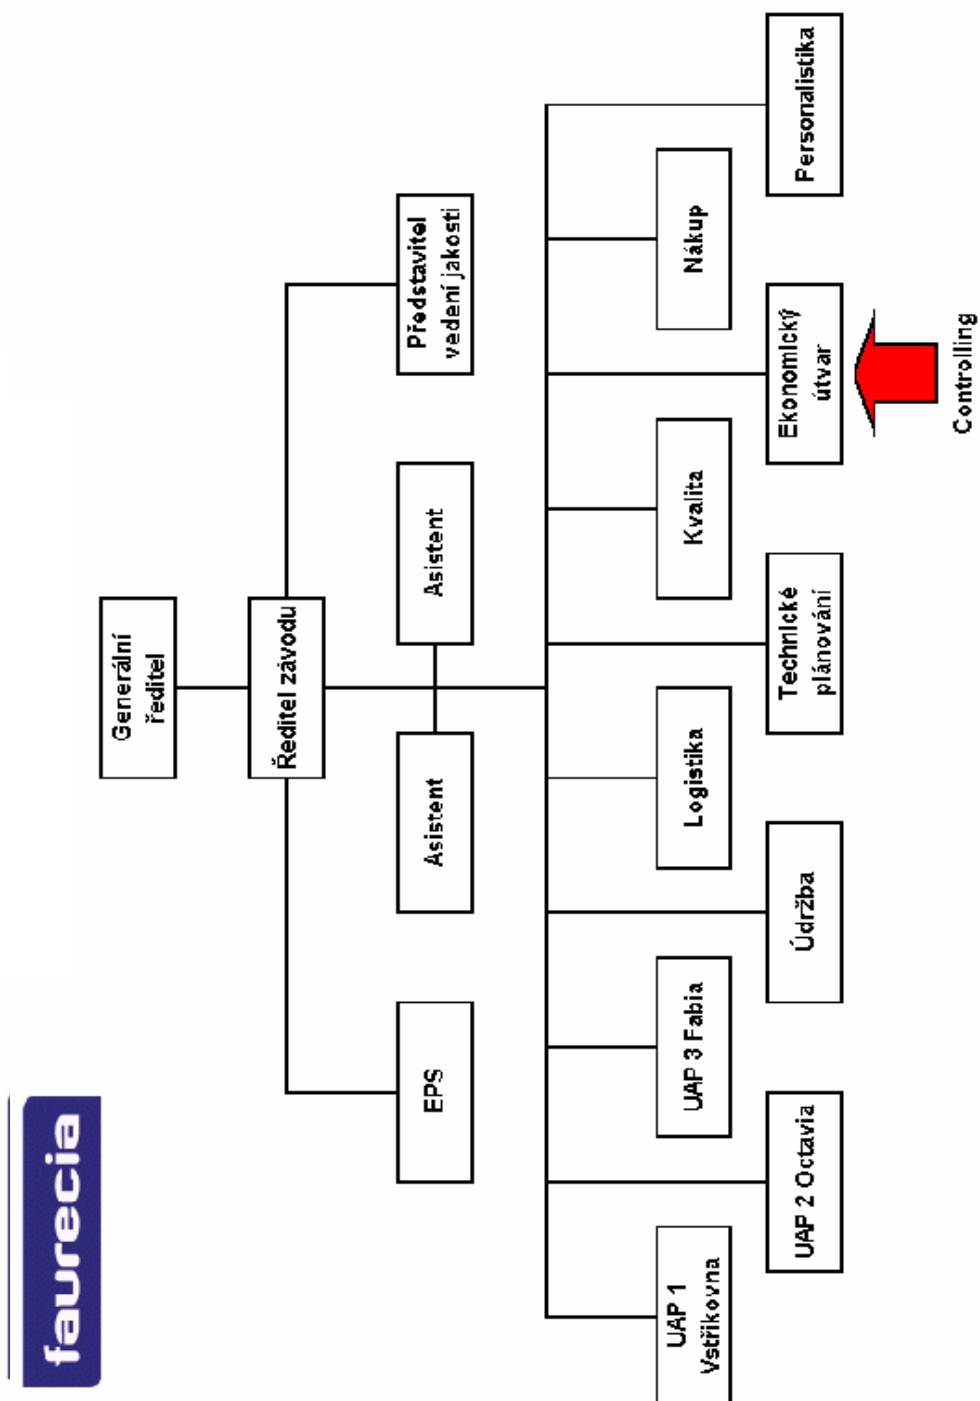 faurecia
Generální
ředitel
Ředitel závodu
EPS
Asistent
Asistent
Představitel
vedení jakosti
UAP 1
Vstřikovna
UAP 3 Fabia
Logistika
Kvalita
Nákup
UAP 2 Octavia
Údržba
Technické
plánování
Ekonomický
útvar
Personalistika
Controlling